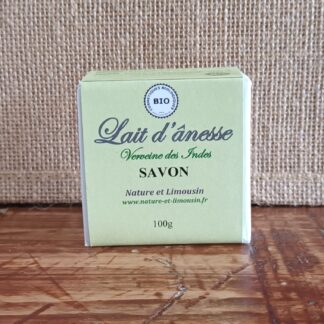 BIO
Lait d'ânesse
Verveine des Indes
SAVON
Nature et Limousin
www.nature-et-limousin.fr
100g